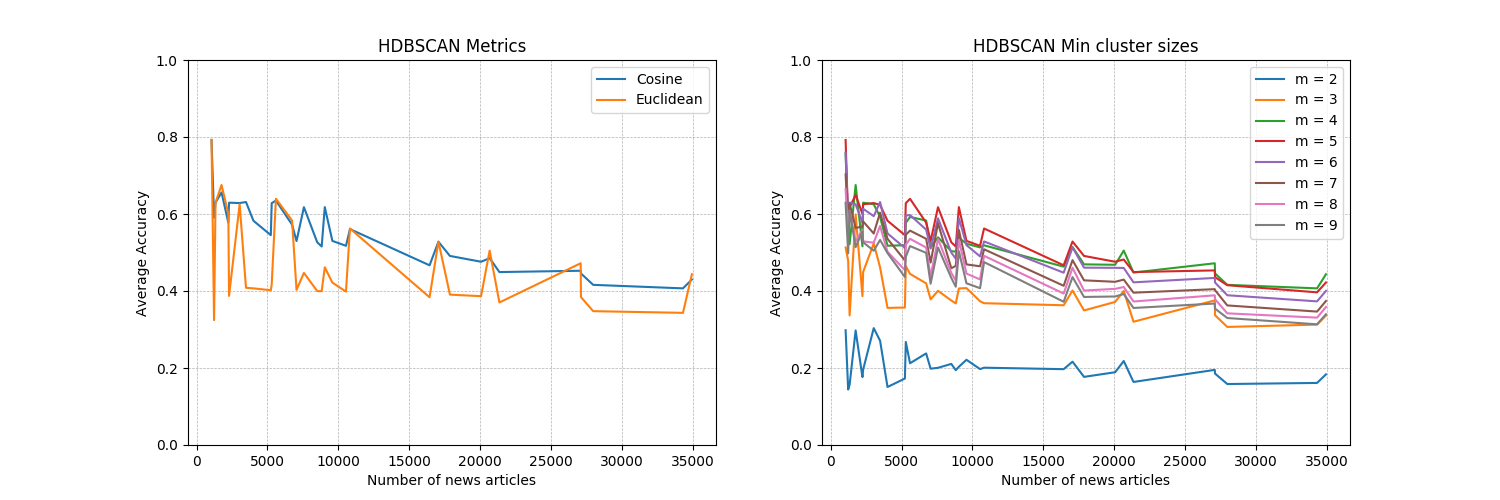 HDBSCAN Metrics
1.0
0.8
0.6
0.4
0.2
0.0
Average Accuracy
Cosine
Euclidean
0 5000 10000 15000 20000 25000 30000 35000
Number of news articles
HDBSCAN Min cluster sizes
1.0
0.8
0.6
0.4
0.2
0.0
Average Accuracy
m = 2
m = 3
m = 4
m = 5
m = 6
m = 7
m = 8
m = 9
0 5000 10000 15000 20000 25000 30000 35000
Number of news articles